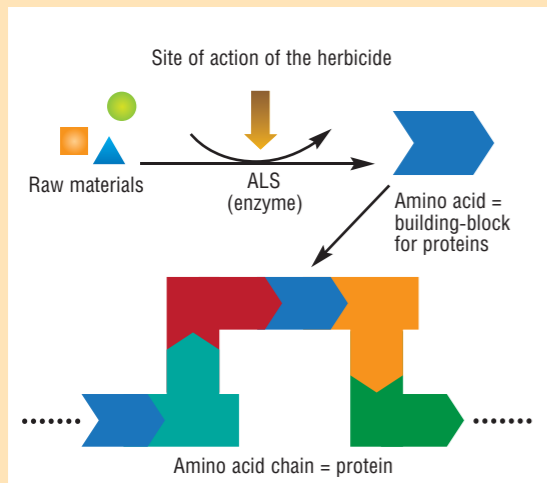 Site of action of the herbicide
Raw materials
ALS
(enzyme)
Amino acid =
building-block
for proteins
Amino acid chain = protein